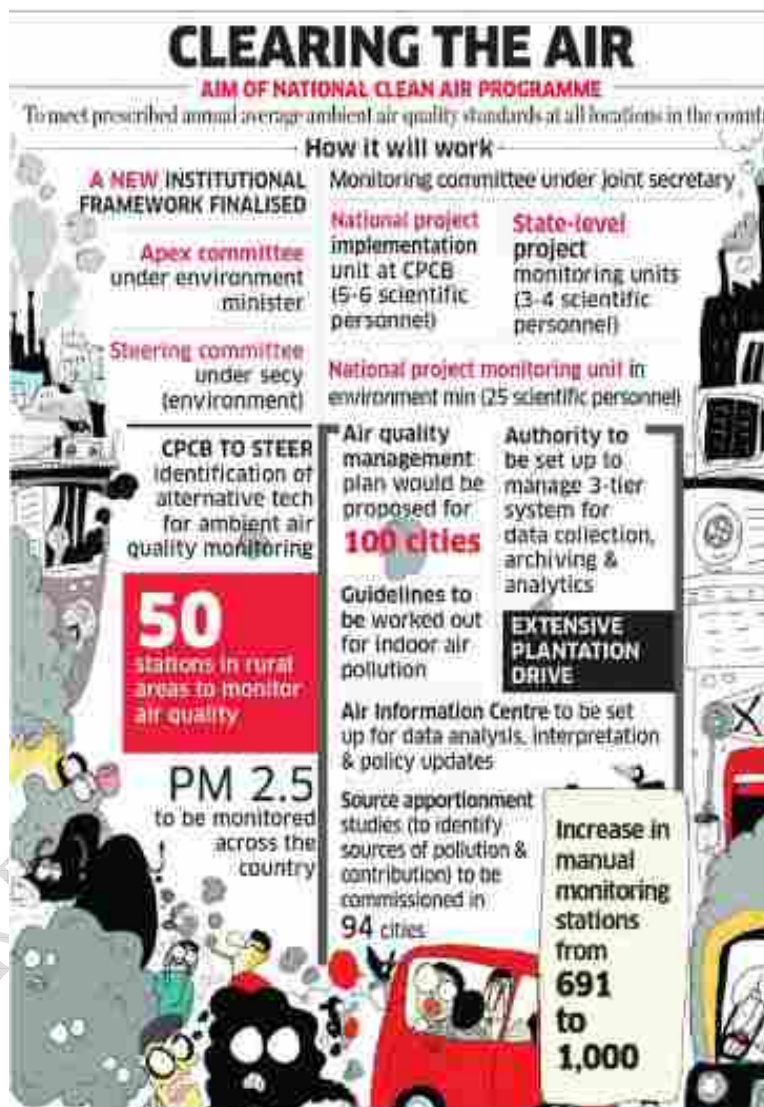 CLEARING THE AIR
AIM OF NATIONAL CLEAN AIR PROGRAMME
To meet prescribed annual average ambient air quality standards at all locations in the
How it will work
A NEW INSTITUTIONAL
FRAMEWORK FINALISED
Apex committee
under environment
minister
Steering committee
under secy
(environment)
Monitoring committee under joint secretary
National project
implementation
unit at CPCB
(5-6 scientific
personnel)
State-level
project
monitoring units
(3-4 scientific
personnel)
National project monitoring unit in
environment min (25 scientific personnel)
CPCB TO STEER
identification of
alternative tech
for ambient air
quality monitoring
50
stations in rural
areas to monitor
air quality
PM 2.5
to be monitored
across the
country
Air quality
management
plan would be
proposed for
100 cities
Guidelines to
be worked out
for indoor air
pollution
Authority to
be set up to
manage 3-tier
system for
data collection,
archiving &
analytics
EXTENSIVE
PLANTATION
DRIVE
Air Information Centre to be set
up for data analysis, interpretation
& policy updates
Source apportionment
studies (to identify
sources of pollution &
contribution) to be
commissioned in
94 cities
Increase in
manual
monitoring
stations
from
691
to
1,000